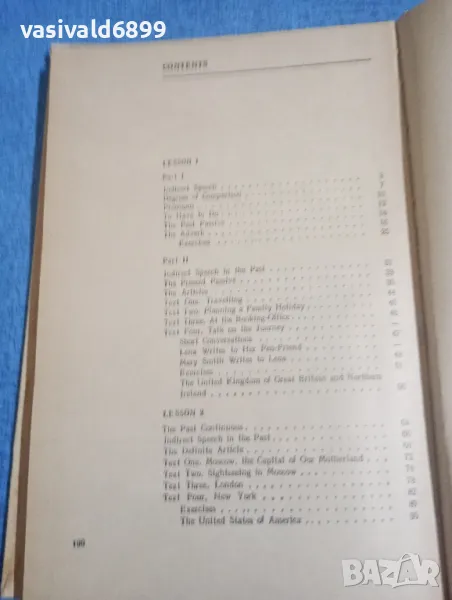 vasivald6899
CONTENTS
LESSON 1
Part I
Indirect Speech
Degrees of Comparison
Pronouns
To Have to Do
The Past Passive
The Adverb
Exercises
Part II
Indirect Speech in the Past
The Present Passive
The Articles
Text One. Travelling
Text Two. Planning a Family Holiday
Text Three. At the Booking-Office
Text Four. Talk on the Journey
Short Conversations
Lena Writes to Her Pen-Friend
Mary Smith Writes to Lena
Exercises
The United Kingdom of Great Britain and Northern
Ireland
LESSON 2
The Past Continuous
Indirect Speech in the Past
The Definite Article
Text One. Moscow, the Capital of Our Motherland
Text Two. Sightseeing in Moscow
Text Three. London
Text Four. New York
Exercises
The United States of America
190
BAZAR
.bg